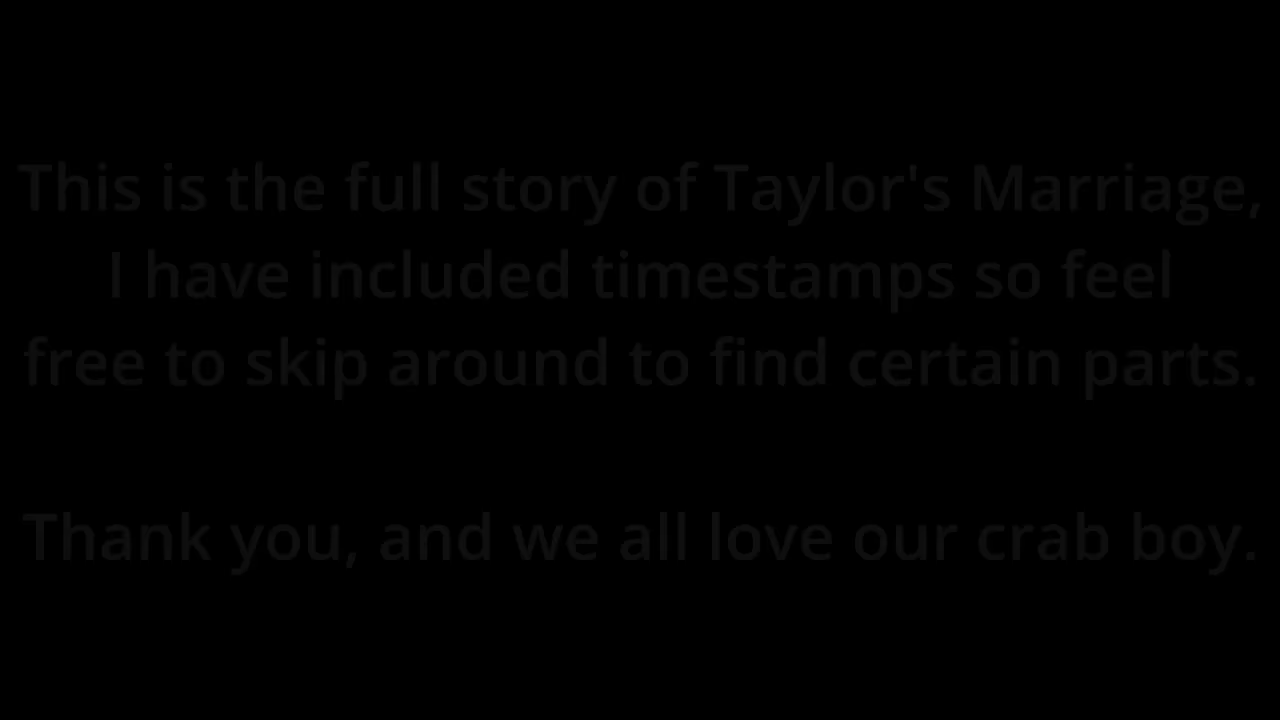 This is the full story of Taylor's Marriage,
I have included timestamps so feel
free to skip around to find certain parts.
Thank you, and we all love our crab boy.